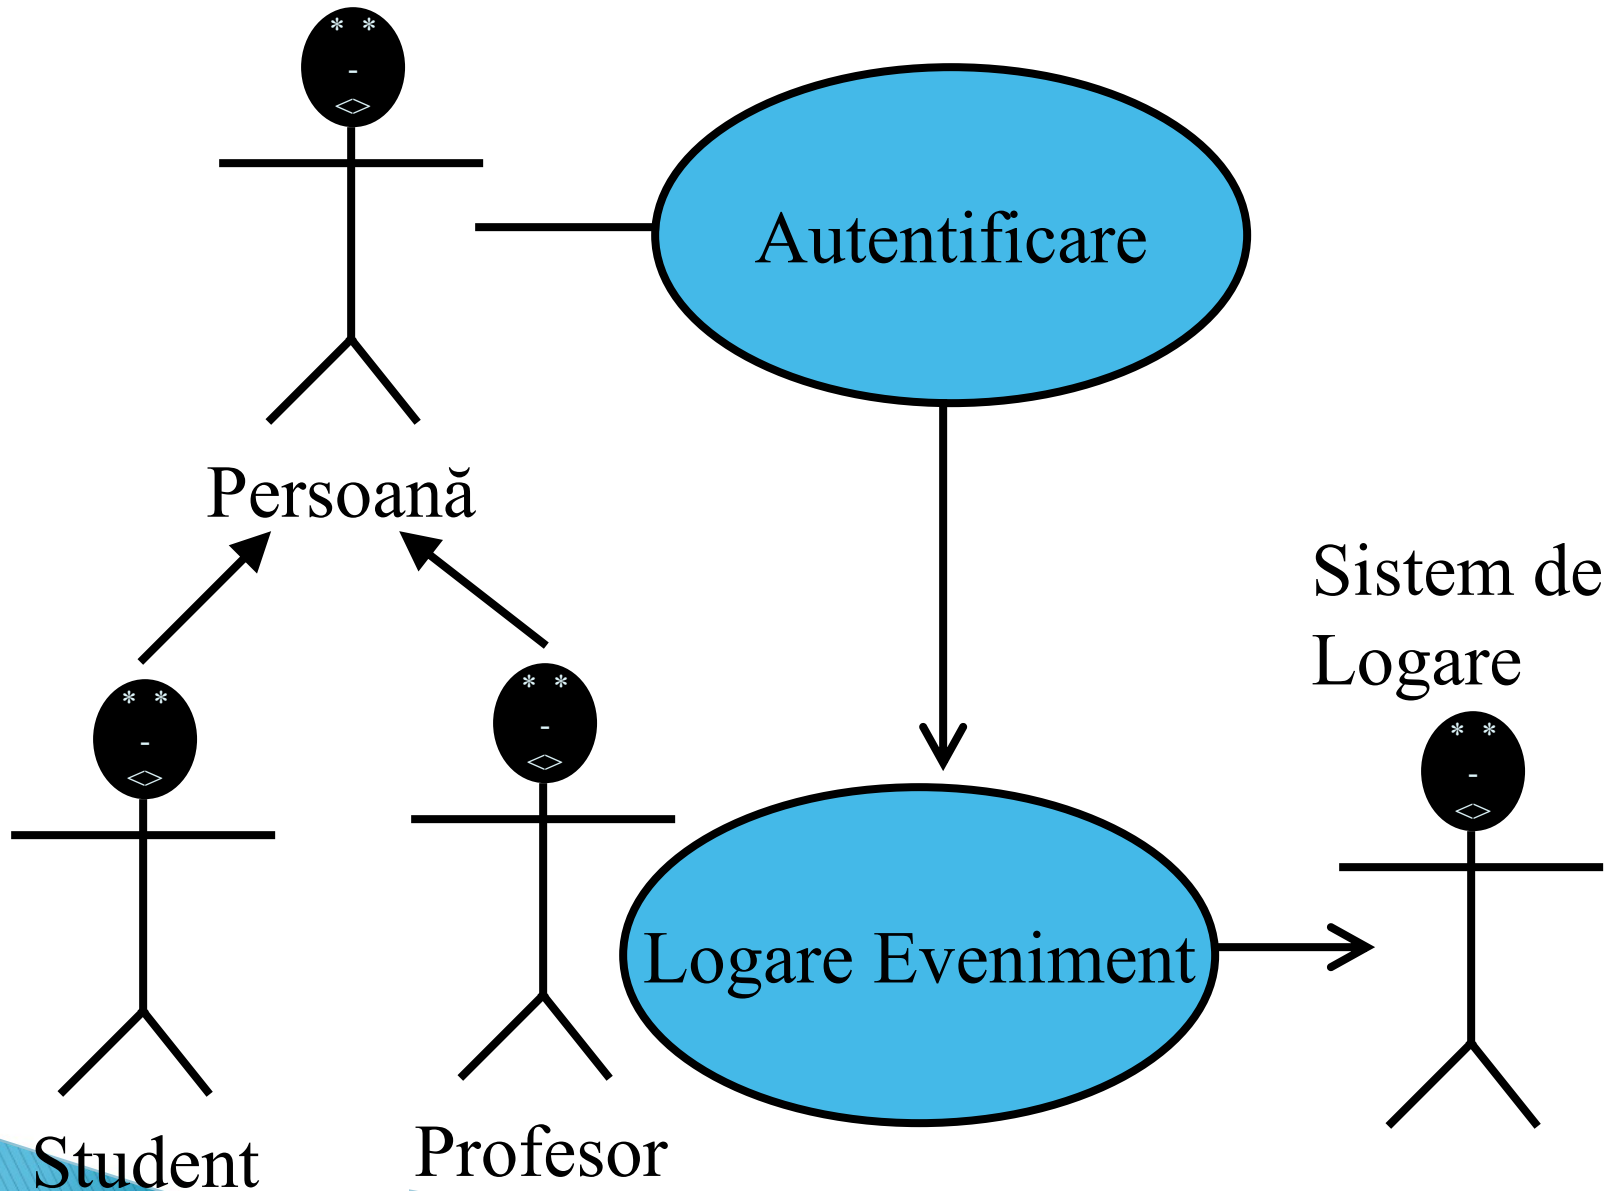 * *
-
<>
Autentificare
Persoană
Sistem de
Logare
* *
-
<>
* *
-
<>
* *
-
<>
Logare Eveniment
Student
Profesor